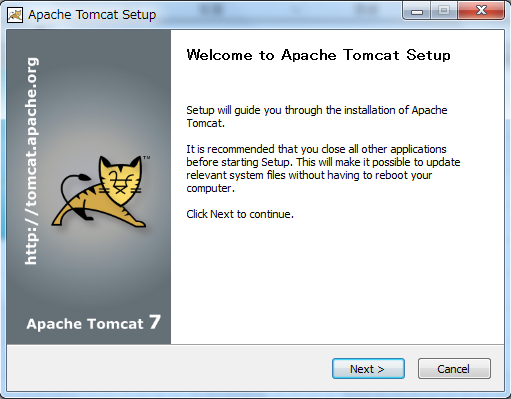 Apache Tomcat Setup
http://tomcat.apache.org
TM
Apache Tomcat 7
Welcome to Apache Tomcat Setup
Setup will guide you through the installation of Apache
Tomcat.
It is recommended that you close all other applications
before starting Setup. This will make it possible to update
relevant system files without having to reboot your
computer.
Click Next to continue.
Next >
Cancel